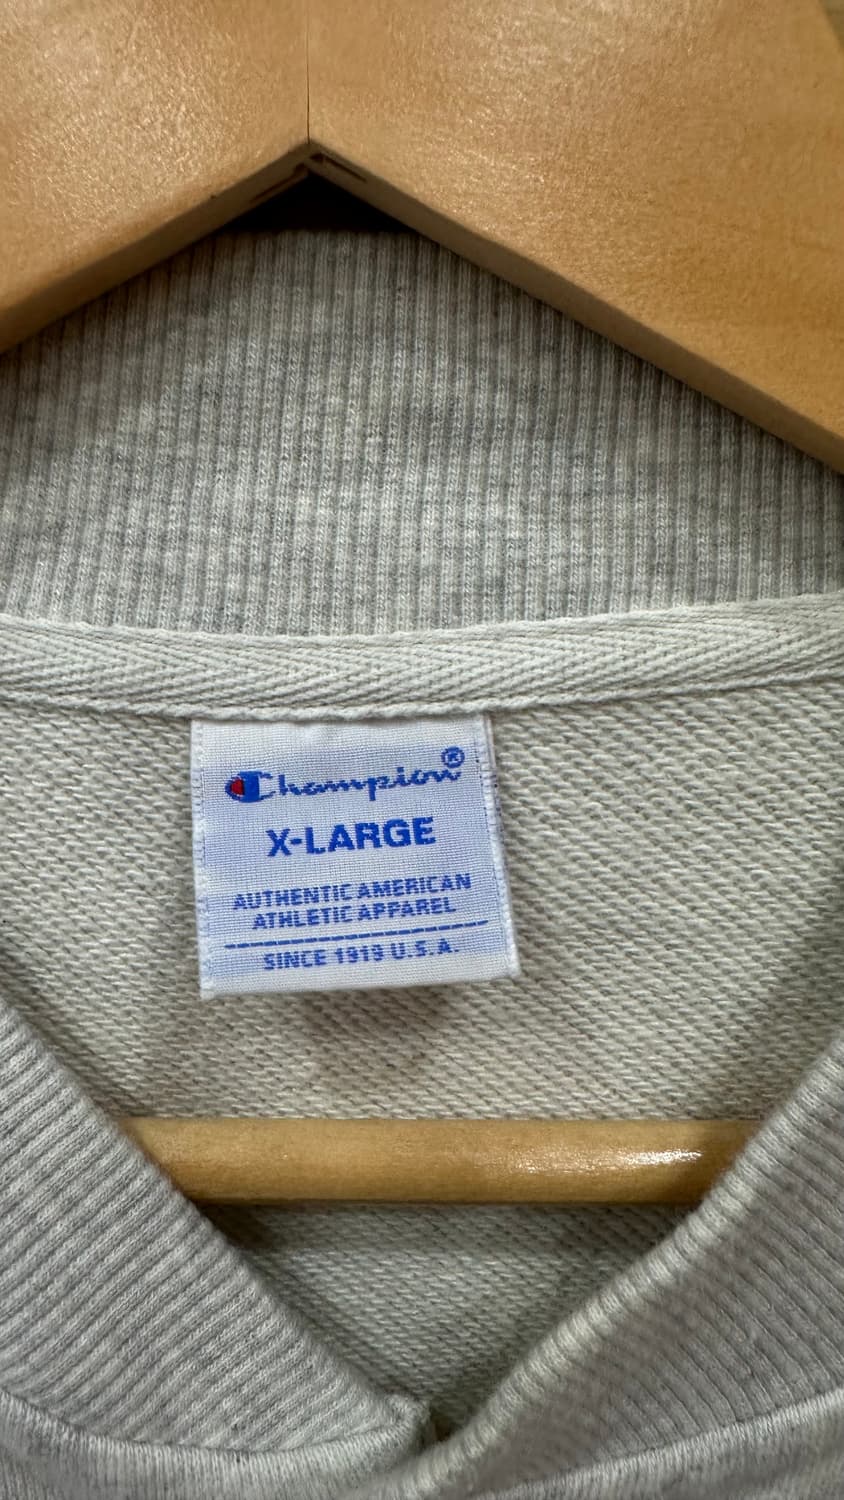 Champion®
X-LARGE
AUTHENTIC AMERICAN
ATHLETIC APPAREL
SINCE 1919 U.S.A.